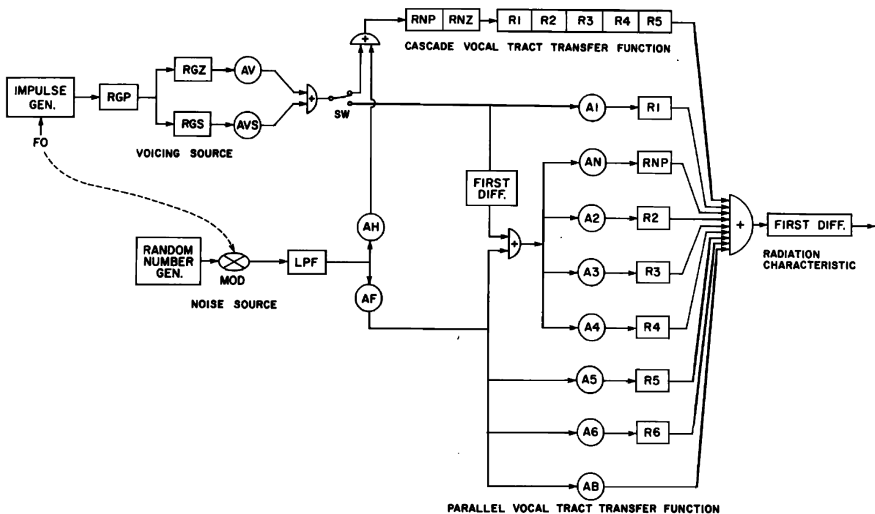 RNP RNZ R1 R2 R3 R4 R5
CASCADE VOCAL TRACT TRANSFER FUNCTION
+
IMPULSE
GEN.
RGP
RGZ
AV
RGS
AVS
+
SW
FO
VOICING SOURCE
A1
R1
AN
RNP
FIRST
DIFF.
A2
R2
+
A3
R3
A4
R4
A5
R5
A6
R6
AB
+
FIRST DIFF.
RADIATION
CHARACTERISTIC
RANDOM
NUMBER
GEN.
MOD
LPF
AH
AF
NOISE SOURCE
PARALLEL VOCAL TRACT TRANSFER FUNCTION